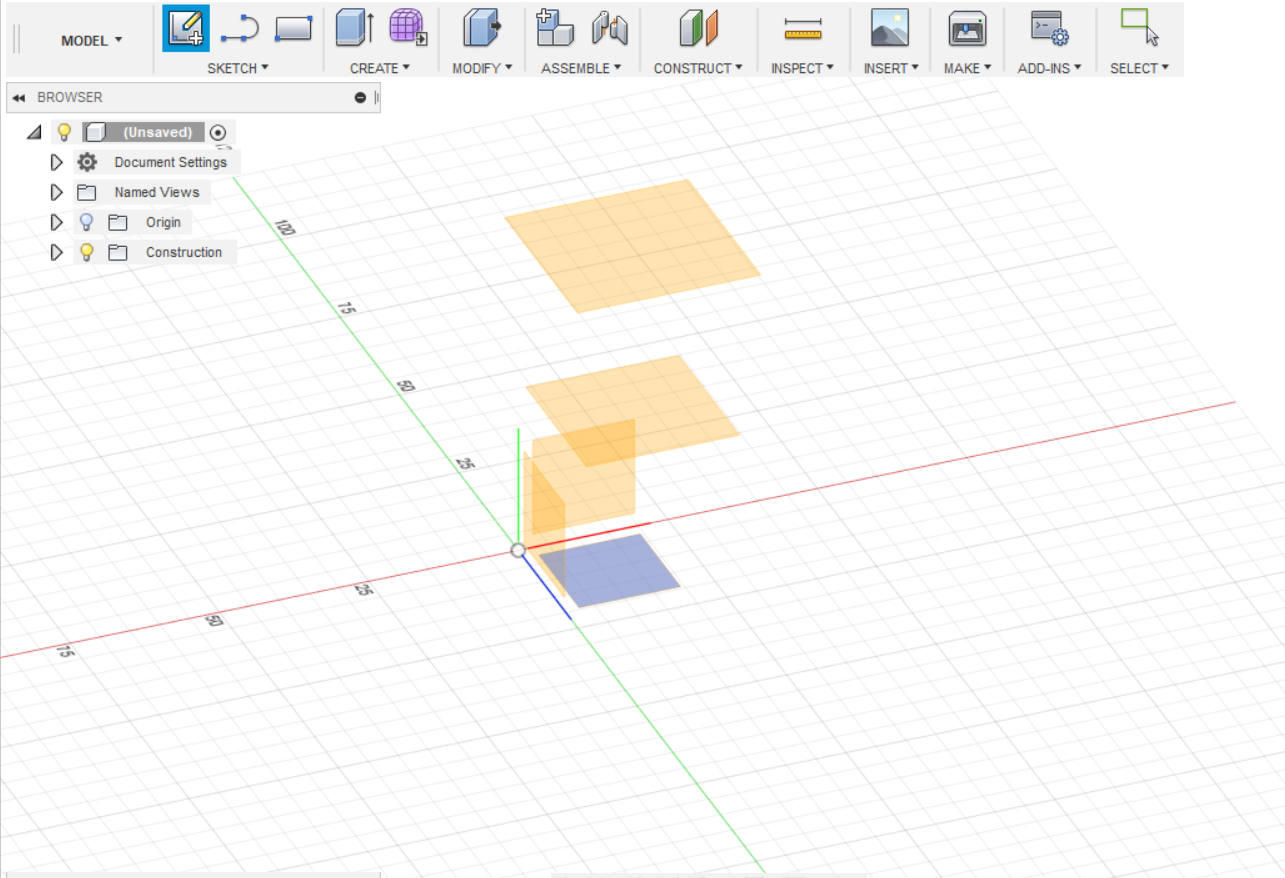 MODEL
SKETCH
CREATE
MODIFY
ASSEMBLE
CONSTRUCT
INSPECT
INSERT
MAKE
ADD-INS
SELECT
BROWSER
(Unsaved)
Document Settings
Named Views
Origin
Construction
100
75
50
25
25
50
75